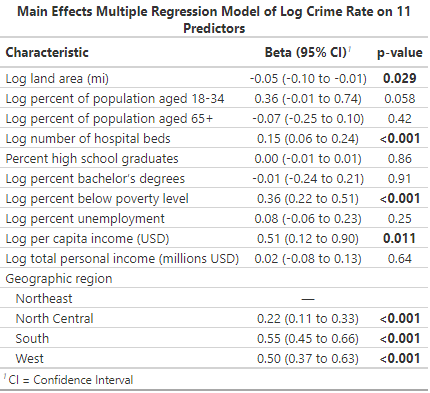 Main Effects Multiple Regression Model of Log Crime Rate on 11
Predictors
Characteristic Beta (95% CI)¹ p-value
Log land area (mi) -0.05 (-0.10 to -0.01) 0.029
Log percent of population aged 18-34 0.36 (-0.01 to 0.74) 0.058
Log percent of population aged 65+ -0.07 (-0.25 to 0.10) 0.42
Log number of hospital beds 0.15 (0.06 to 0.24) <0.001
Percent high school graduates 0.00 (-0.01 to 0.01) 0.86
Log percent bachelor's degrees -0.01 (-0.24 to 0.21) 0.91
Log percent below poverty level 0.36 (0.22 to 0.51) <0.001
Log percent unemployment 0.08 (-0.06 to 0.23) 0.25
Log per capita income (USD) 0.51 (0.12 to 0.90) 0.011
Log total personal income (millions USD) 0.02 (-0.08 to 0.13) 0.64
Geographic region
Northeast —
North Central 0.22 (0.11 to 0.33) <0.001
South 0.55 (0.45 to 0.66) <0.001
West 0.50 (0.37 to 0.63) <0.001
¹ CI = Confidence Interval